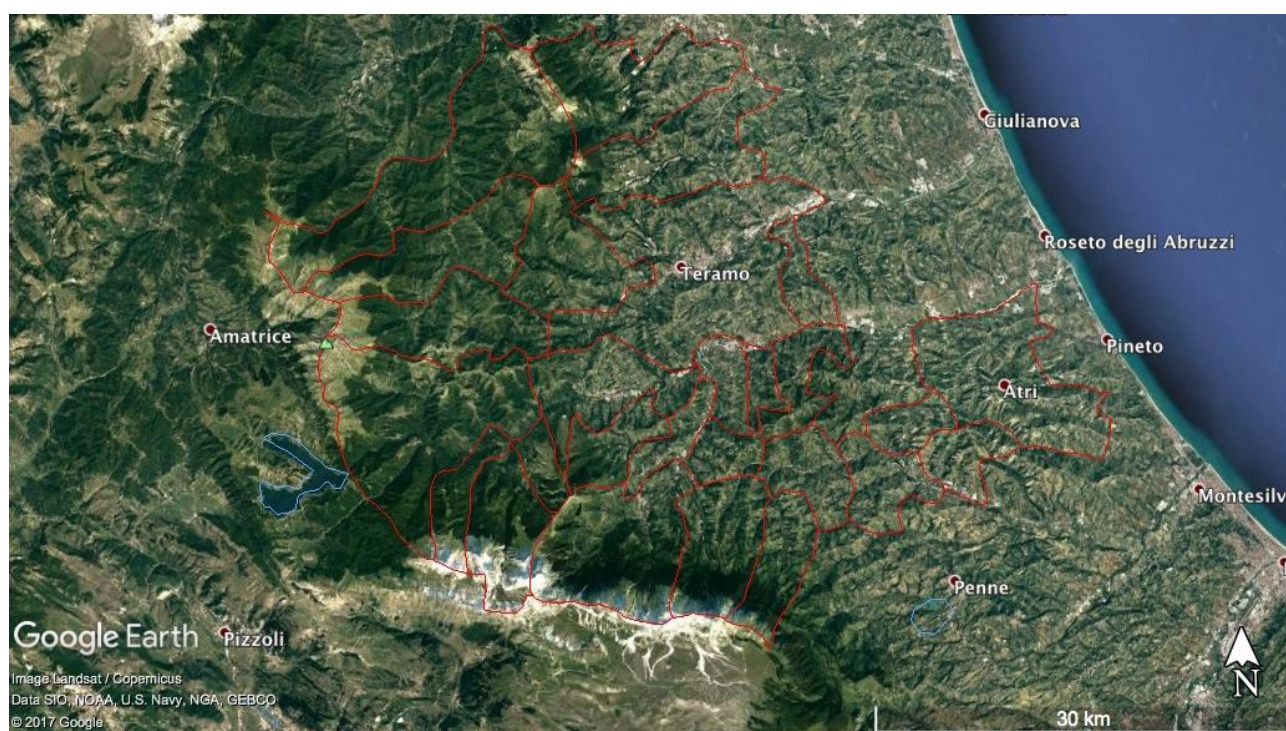 Giulianova
Roseto degli Abruzzi
Teramo
Amatrice
Pineto
Atri
Montesilv
Penne
Google Earth
Pizzoli
Image Landsat / Copernicus
Data SIO, NOAA, U.S. Navy, NGA, GEBCO
© 2017 Google
30 km
N